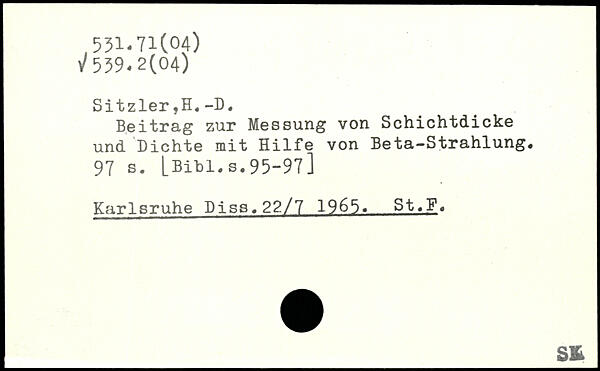 531.71(04)
√539.2(04)
Sitzler,H.-D.
Beitrag zur Messung von Schichtdicke
und Dichte mit Hilfe von Beta-Strahlung.
97 s. [Bibl.s.95-97]
Karlsruhe Diss.22/7 1965. St.F.
SK